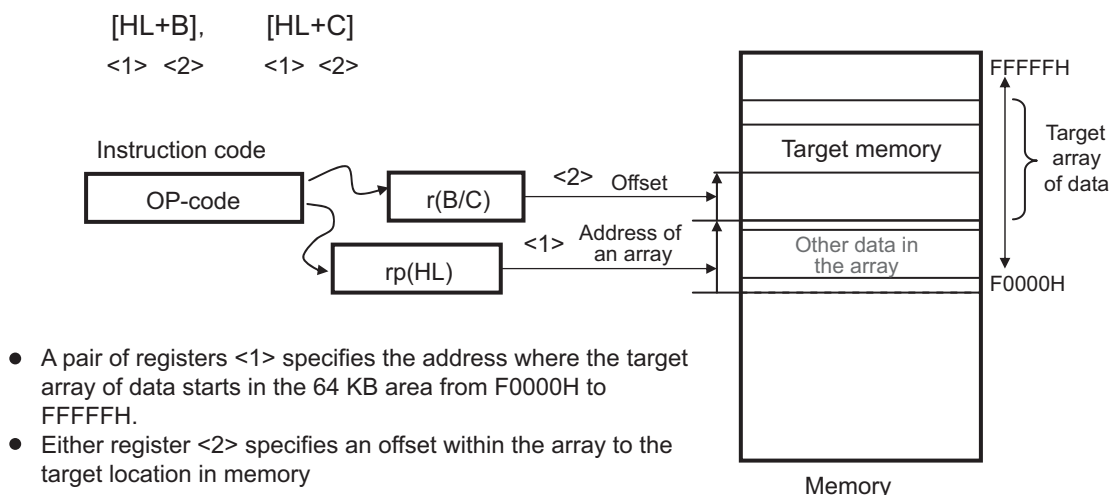 [HL+B], [HL+C]
<1> <2> <1> <2>
FFFFFH
Target
array
of data
Target memory
Instruction code
OP-code
r(B/C)
<2> Offset
<1> Address of
an array
rp(HL)
Other data in
the array
F0000H
● A pair of registers <1> specifies the address where the target
array of data starts in the 64 KB area from F0000H to
FFFFFH.
● Either register <2> specifies an offset within the array to the
target location in memory
Memory